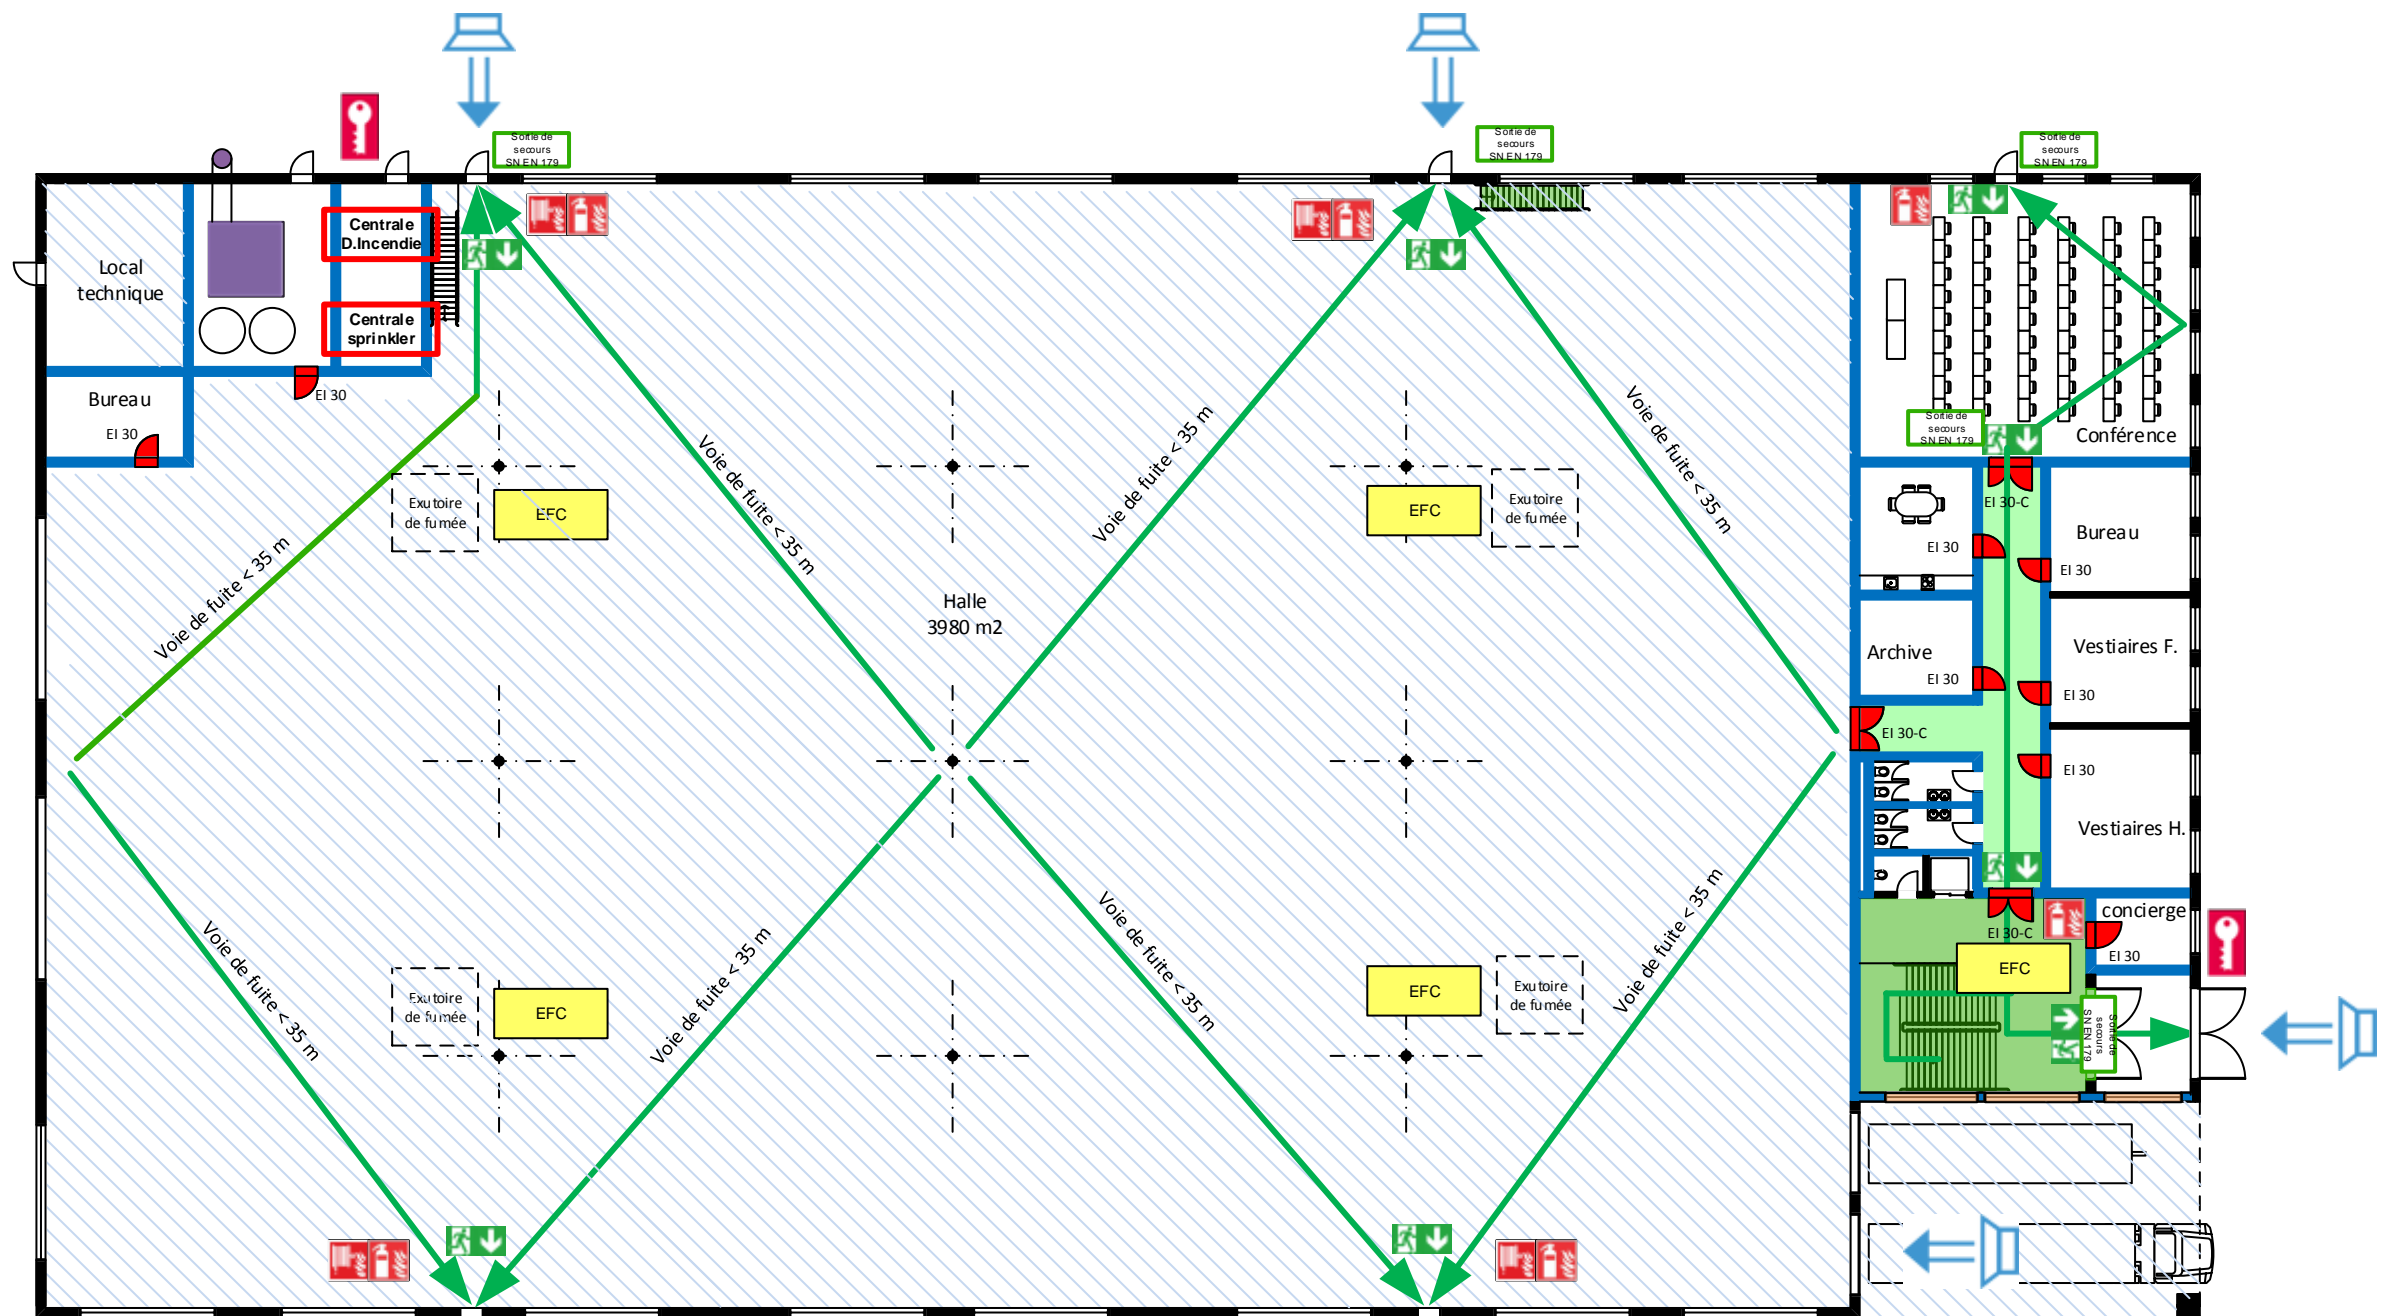 Sortie de
secours
SN EN 179
Sortie de
secours
SN EN 179
Sortie de
secours
SN EN 179
Centrale
D.Incendie
Local
technique
Centrale
sprinkler
Bureau
EI 30
EI 30
Sortie de
secours
SN EN 179
Conférence
Voie de fuite < 35 m
Voie de fuite < 35 m
Voie de fuite < 35 m
Voie de fuite < 35 m
Exutoire
de fumée
EFC
EFC
Exutoire
de fumée
EI 30-C
Bureau
EI 30
EI 30
Halle
3980 m2
Archive
Vestiaires F.
EI 30
EI 30
EI 30-C
EI 30
Vestiaires H.
Voie de fuite < 35 m
Voie de fuite < 35 m
Voie de fuite < 35 m
Voie de fuite < 35 m
concierge
EI 30-C
EI 30
EFC
Exutoire
de fumée
EFC
EFC
Exutoire
de fumée
Sortie de
secours
SN EN 179